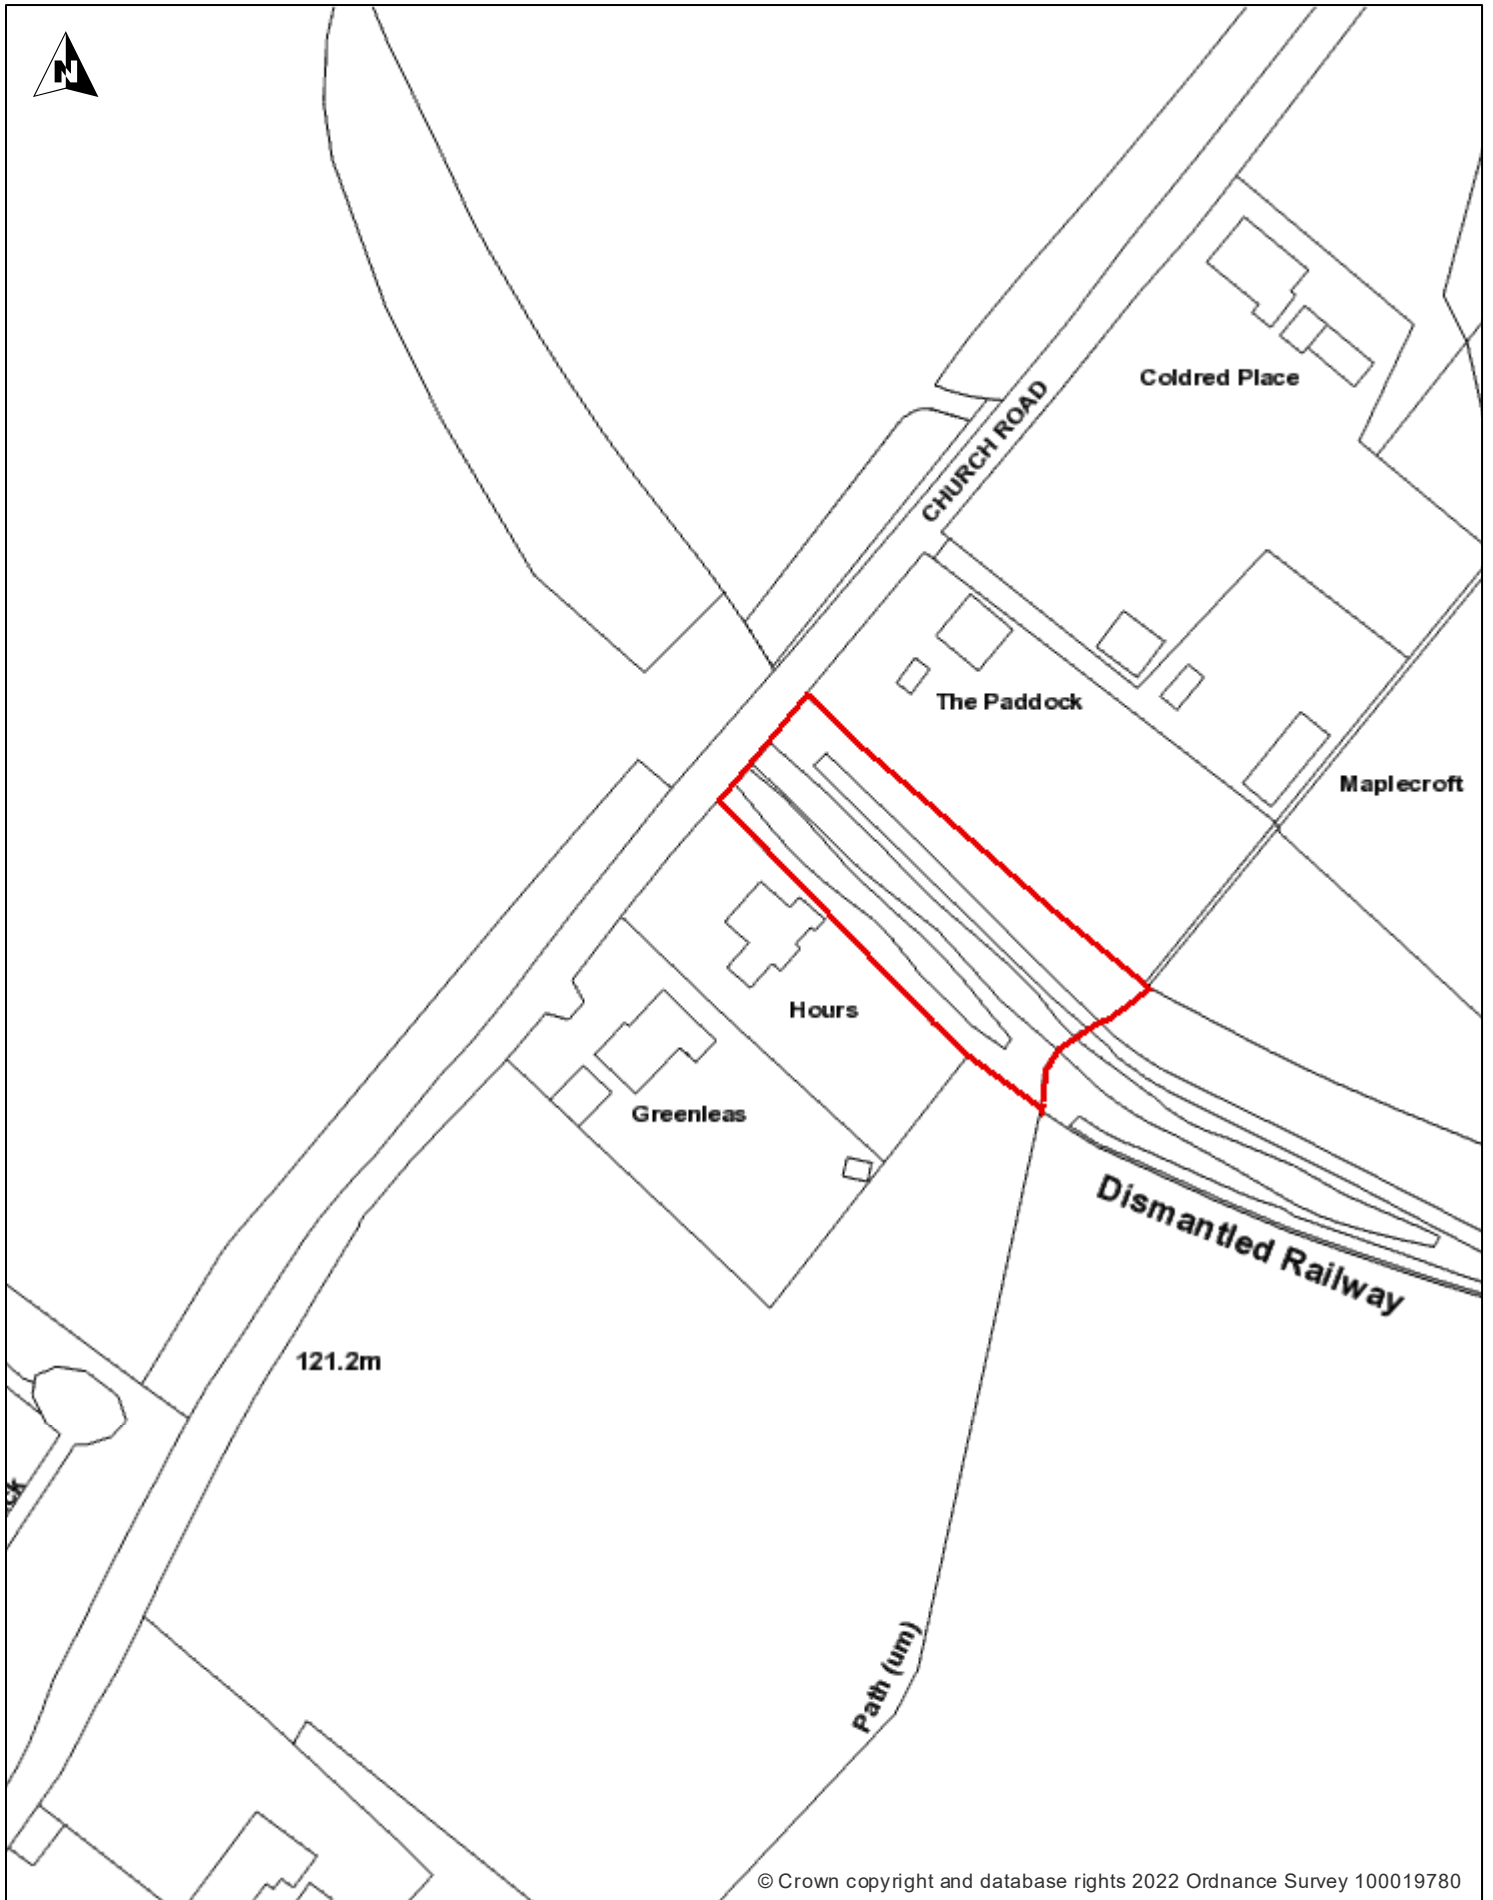 N
Coldred Place
CHURCH ROAD
The Paddock
Maplecroft
Hours
Greenleas
Dismantled Railway
121.2m
ck
Path (um)
© Crown copyright and database rights 2022 Ordnance Survey 100019780